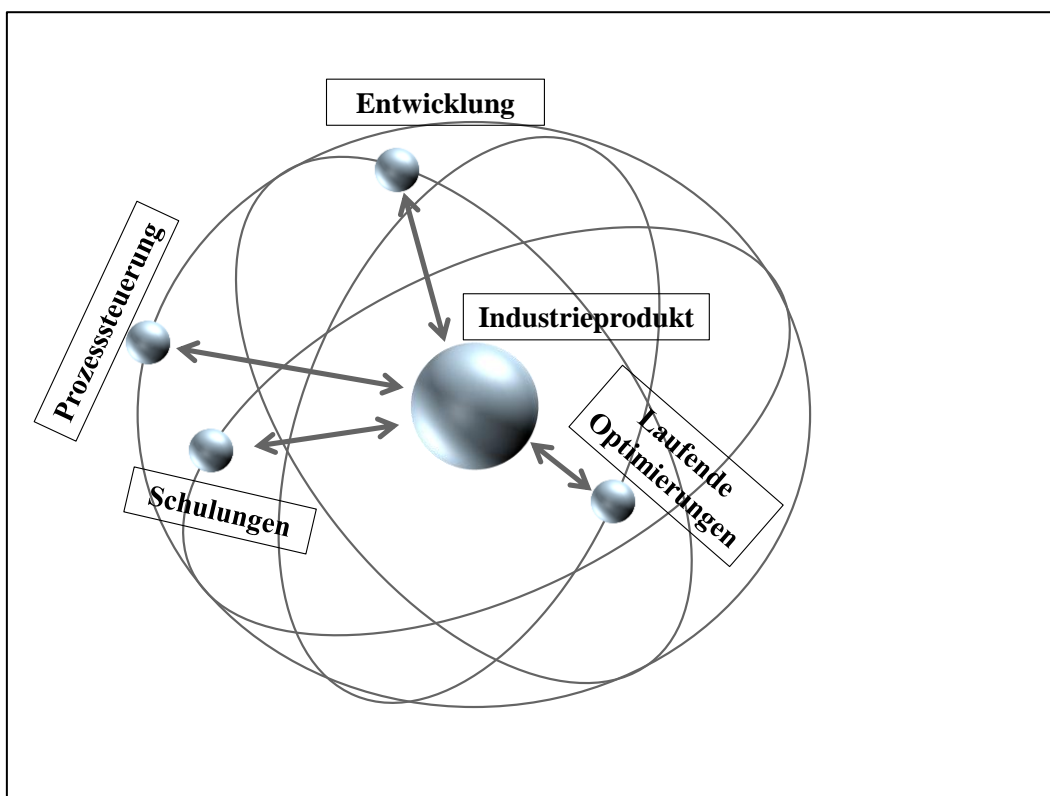 Entwicklung
Prozesssteuerung
Industrieprodukt
Laufende
Optimierungen
Schulungen